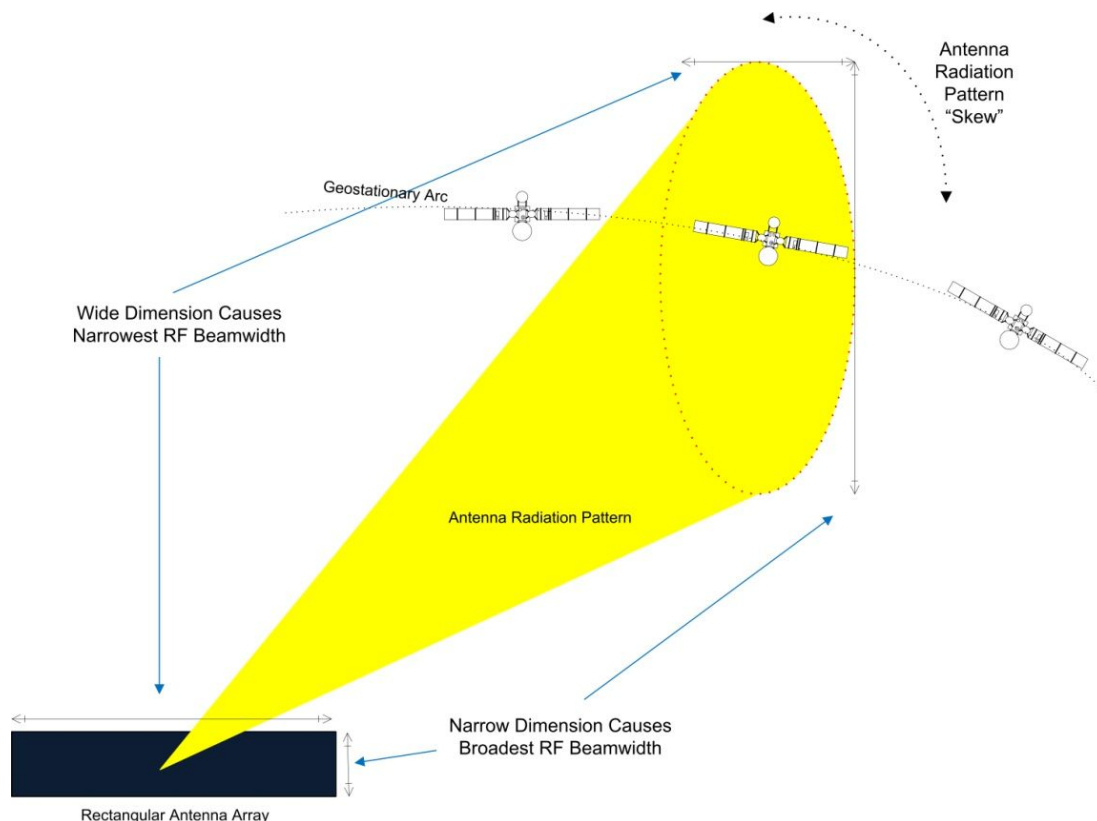 Antenna
Radiation
Pattern
“Skew”
Geostationary Arc
Wide Dimension Causes
Narrowest RF Beamwidth
Antenna Radiation Pattern
Narrow Dimension Causes
Broadest RF Beamwidth
Rectangular Antenna Array